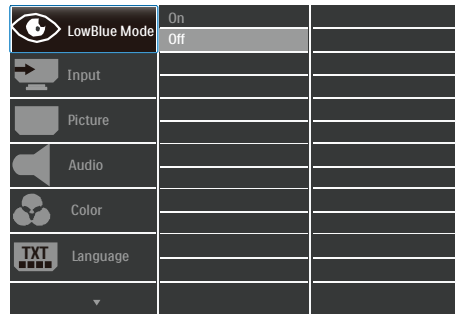 LowBlue Mode
On
Off
Input
Picture
Audio
Color
TXT
Language